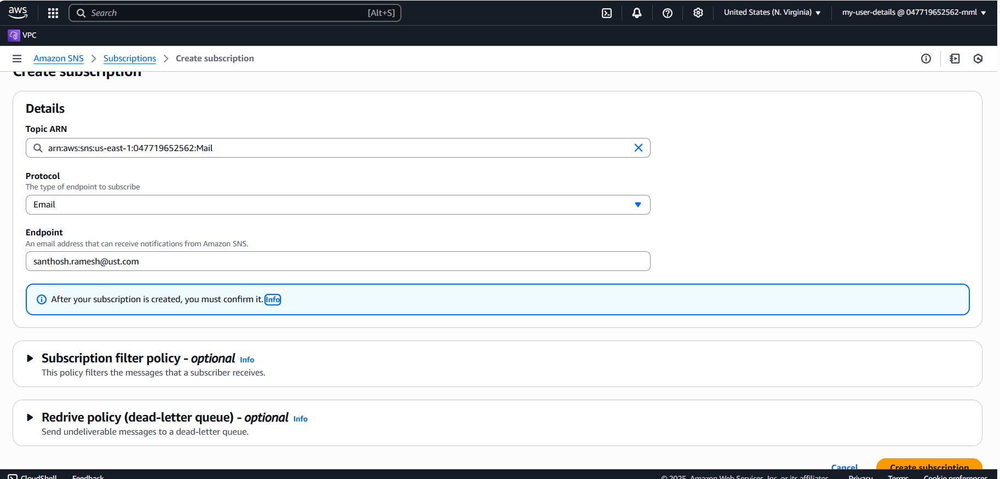 aws
Search [Alt+S]
United States (N. Virginia)
my-user-details @ 047719652562-mml
VPC
Amazon SNS
Subscriptions
Create subscription
Create subscription
Details
Topic ARN
arn:aws:sns:us-east-1:047719652562:Mail
Protocol
The type of endpoint to subscribe
Email
Endpoint
An email address that can receive notifications from Amazon SNS.
santhosh.ramesh@ust.com
After your subscription is created, you must confirm it. Info
Subscription filter policy - optional Info
This policy filters the messages that a subscriber receives.
Redrive policy (dead-letter queue) - optional Info
Send undeliverable messages to a dead-letter queue.
Cancel
Create subscription
CloudShell
Feedback
© 2025, Amazon Web Services, Inc. or its affiliates.
Privacy
Terms
Cookie preferences